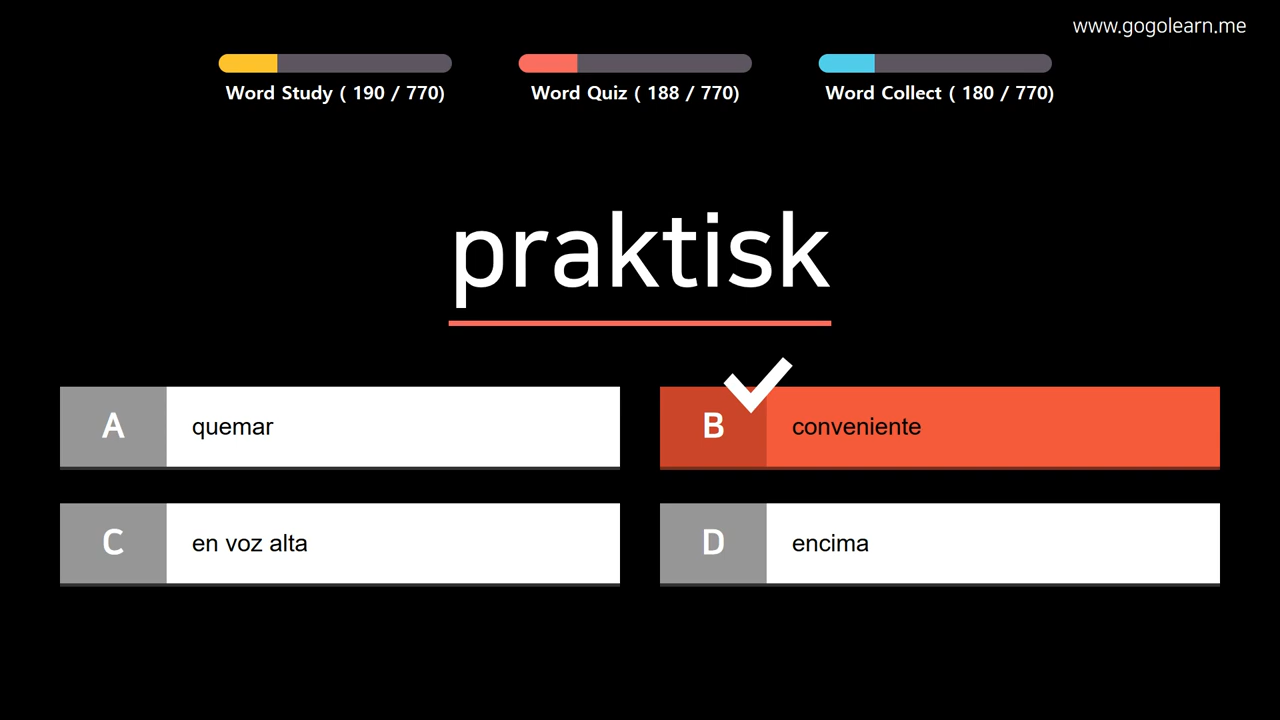 www.gogolearn.me
Word Study ( 190 / 770)
Word Quiz ( 188 / 770)
Word Collect ( 180 / 770)
praktisk
A quemar
B conveniente
C en voz alta
D encima